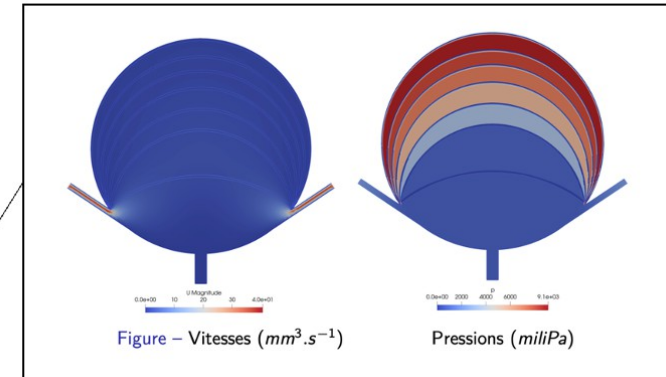 U Magnitude
0.0e+00 10 20 30 4.0e+01
p
0.0e+00 2000 4000 6000 9.1e+03
Figure – Vitesses (mm³.s⁻¹)
Pressions (miliPa)